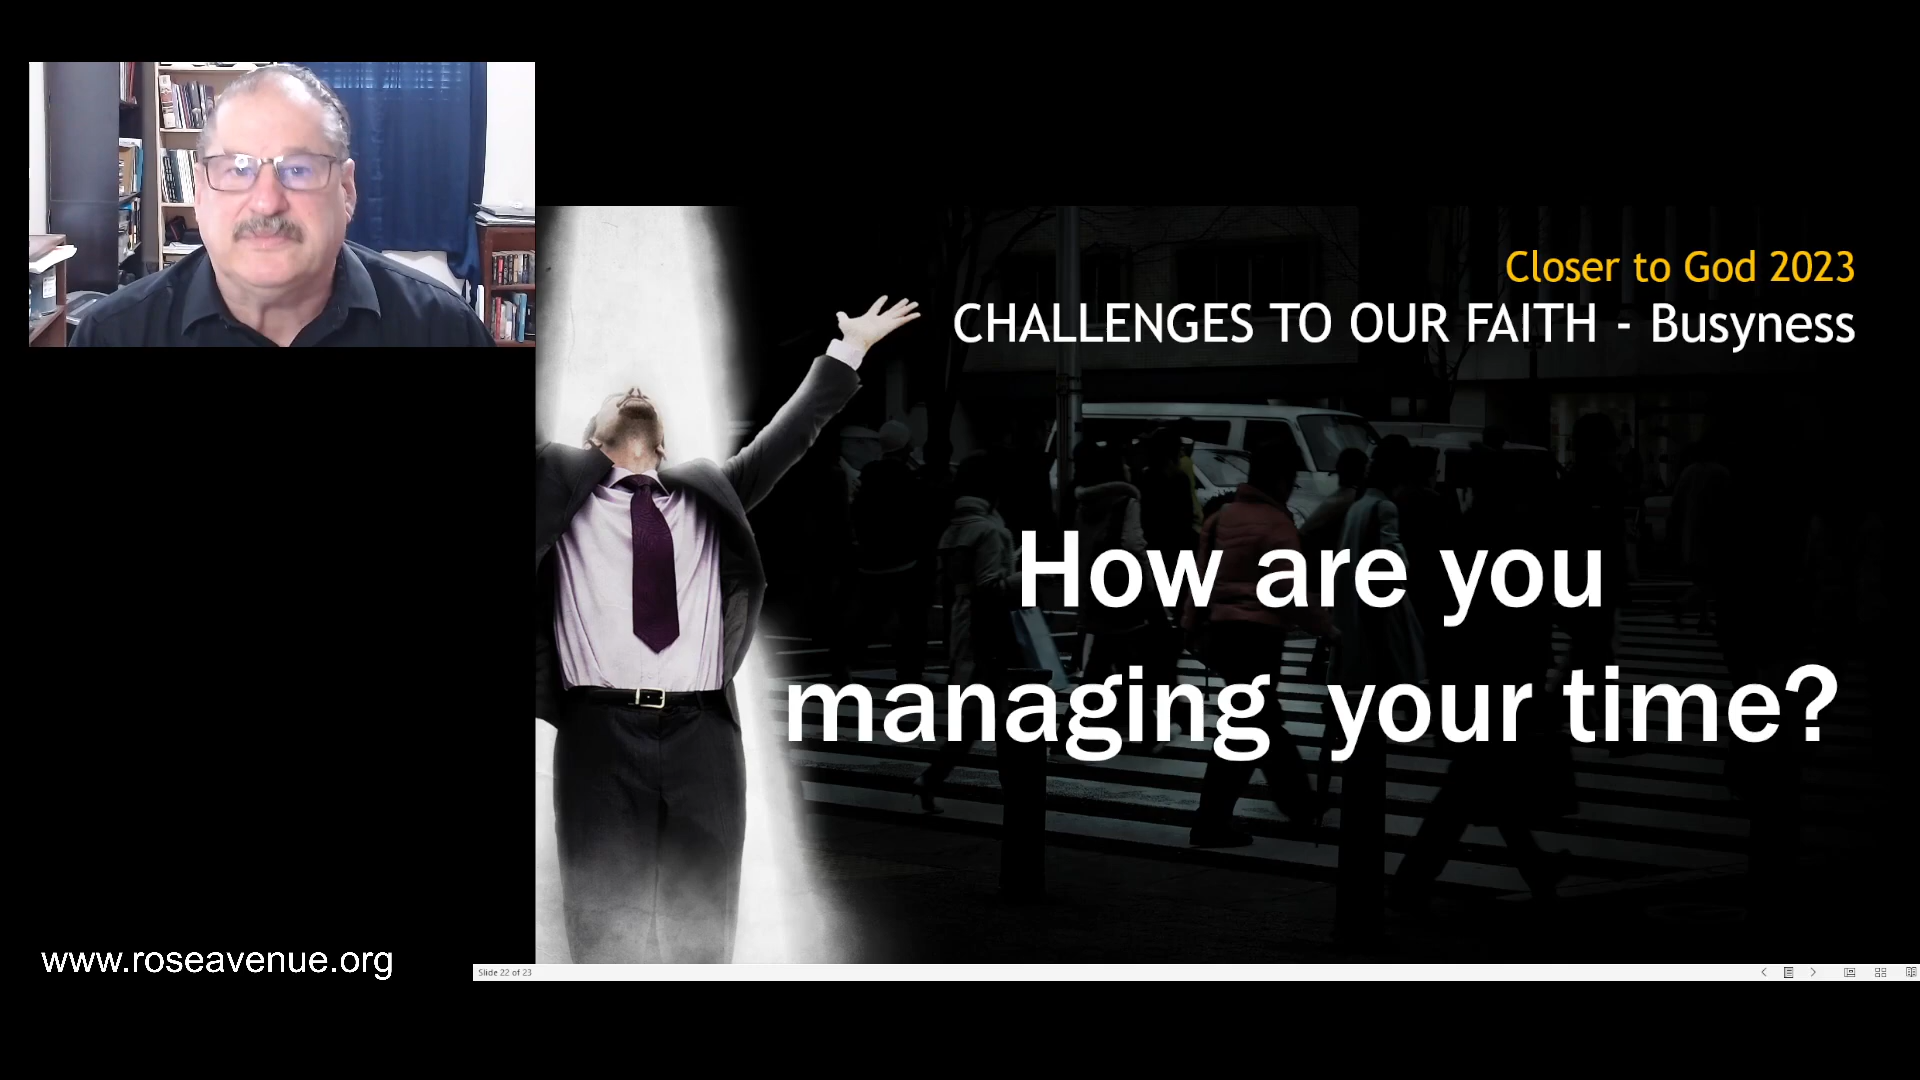 Closer to God 2023
CHALLENGES TO OUR FAITH - Busyness
How are you
managing your time?
www.roseavenue.org
Slide 22 of 23